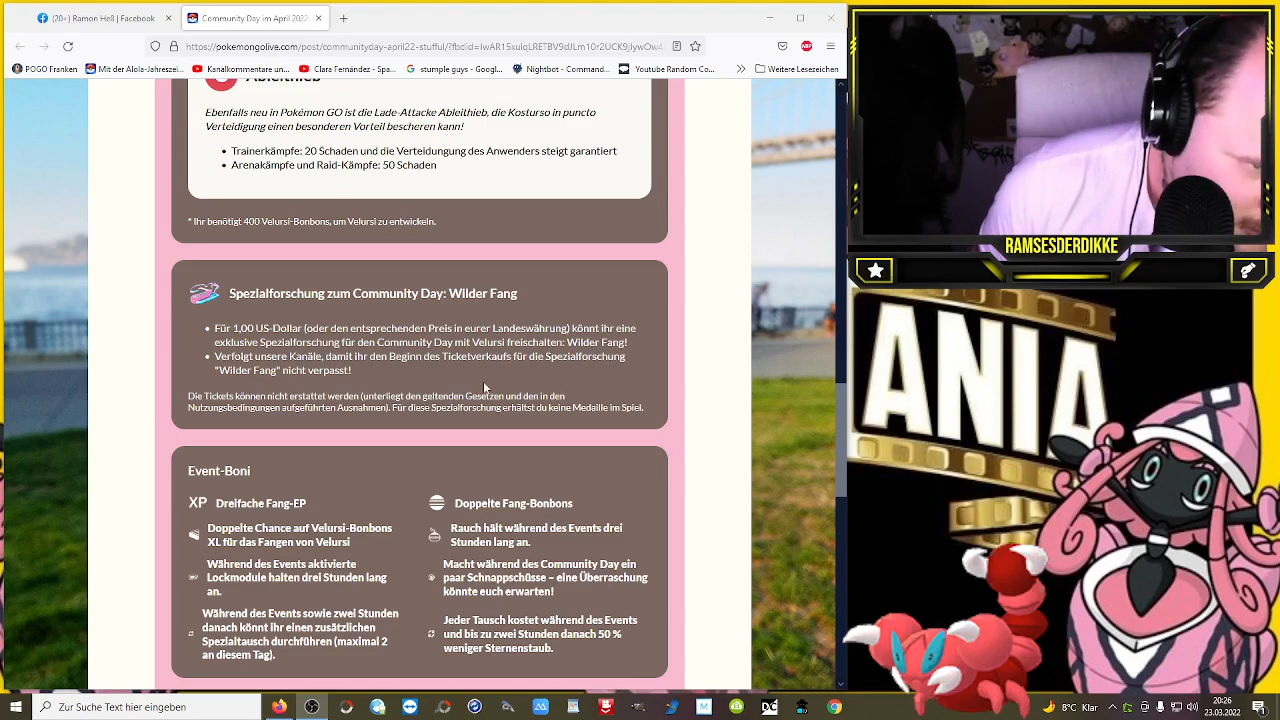 (20+) Ramon Heß | Facebook
Community Day im April 2022
https://pokemongolive.com/post/communityday-april22-stufful/?fbclid=IwAR15xulqLRETBV9dJLm1Tr2UCK9jIywOw4
POGO Franken
Mit der Alola-Jahreszei...
Kanalkommentare un...
Clara Fernández - Spa...
stumple guys - Googl...
Nightbot - Comman...
Youtube Random Co...
Weitere Lesezeichen
Ebenfalls neu in Pokémon GO ist die Lade-Attacke Abluthieb, die Kosturso in puncto
Verteidigung einen besonderen Vorteil bescheren kann!
Trainerkämpfe: 20 Schaden und die Verteidungung des Anwenders steigt garantiert
Arenakämpfe und Raid-Kämpfe: 50 Schaden
* Ihr benötigt 400 Velursi-Bonbons, um Velursi zu entwickeln.
Spezialforschung zum Community Day: Wilder Fang
Für 1,00 US-Dollar (oder den entsprechenden Preis in eurer Landeswährung) könnt ihr eine
exklusive Spezialforschung für den Community Day mit Velursi freischalten: Wilder Fang!
Verfolgt unsere Kanäle, damit ihr den Beginn des Ticketverkaufs für die Spezialforschung
"Wilder Fang" nicht verpasst!
Die Tickets können nicht erstattet werden (unterliegt den geltenden Gesetzen und den in den
Nutzungsbedingungen aufgeführten Ausnahmen). Für diese Spezialforschung erhältst du keine Medaille im Spiel.
Event-Boni
XP Dreifache Fang-EP
Doppelte Fang-Bonbons
Doppelte Chance auf Velursi-Bonbons
XL für das Fangen von Velursi
Rauch hält während des Events drei
Stunden lang an.
Während des Events aktivierte
Lockmodule halten drei Stunden lang
an.
Macht während des Community Day ein
paar Schnappschüsse – eine Überraschung
könnte euch erwarten!
Während des Events sowie zwei Stunden
danach könnt ihr einen zusätzlichen
Spezialtausch durchführen (maximal 2
an diesem Tag).
Jeder Tausch kostet während des Events
und bis zu zwei Stunden danach 50 %
weniger Sternenstaub.
RAMSESDERDIKKE
ANIA
Zur Suche Text hier eingeben
8°C Klar
20:26
23.03.2022